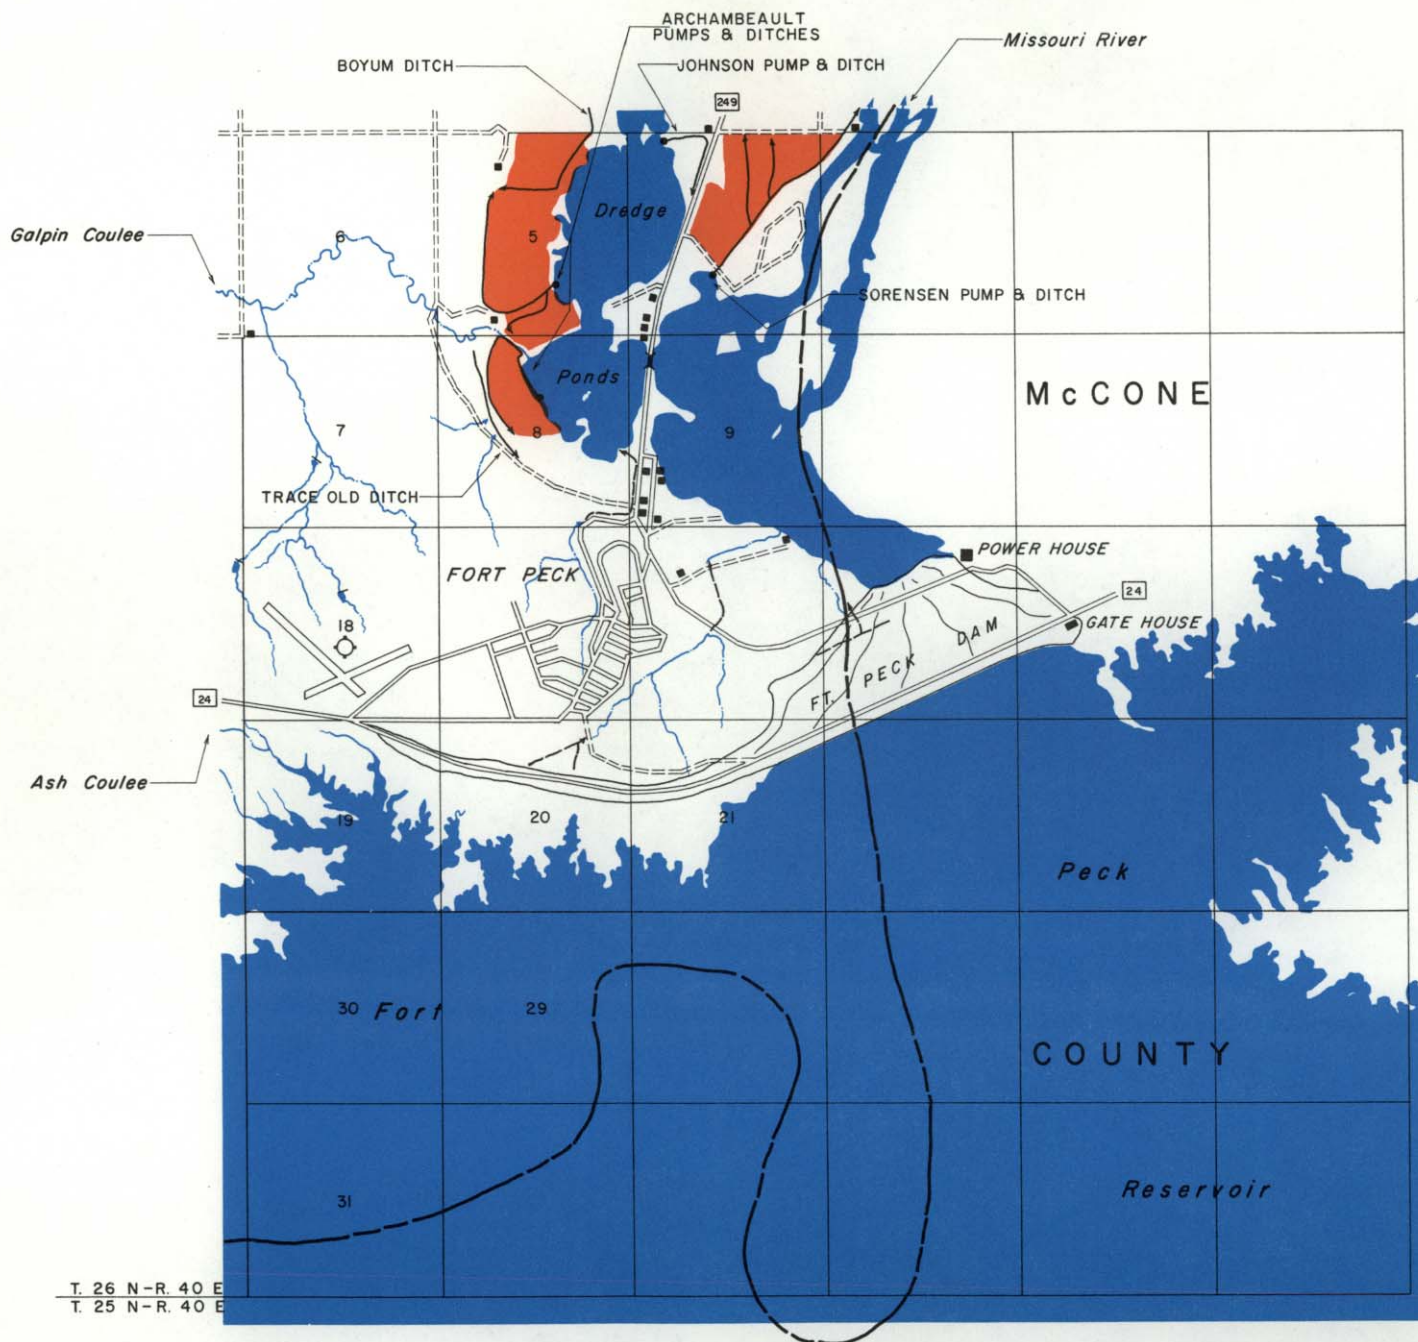 ARCHAMBEAULT
PUMPS & DITCHES
Missouri River
BOYUM DITCH
JOHNSON PUMP & DITCH
249
Dredge
Galpin Coulee
6
5
SORENSEN PUMP & DITCH
Ponds
McCONE
7
8
9
TRACE OLD DITCH
POWER HOUSE
FORT PECK
24
GATE HOUSE
18
FT. PECK DAM
24
Ash Coulee
19
20
21
Peck
30
Fort
29
COUNTY
31
Reservoir
T. 26 N-R. 40 E
T. 25 N-R. 40 E